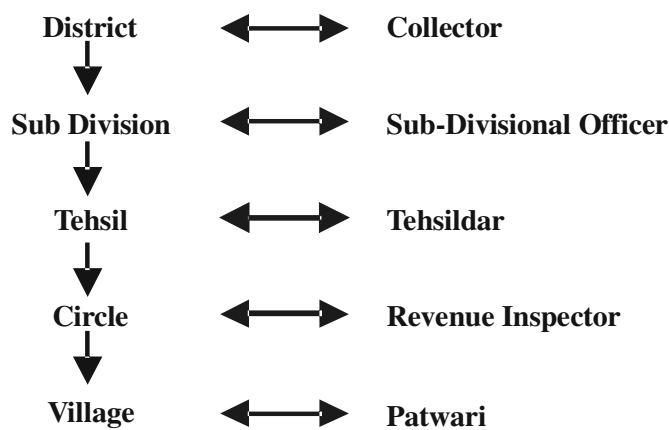 District Collector
Sub Division Sub-Divisional Officer
Tehsil Tehsildar
Circle Revenue Inspector
Village Patwari